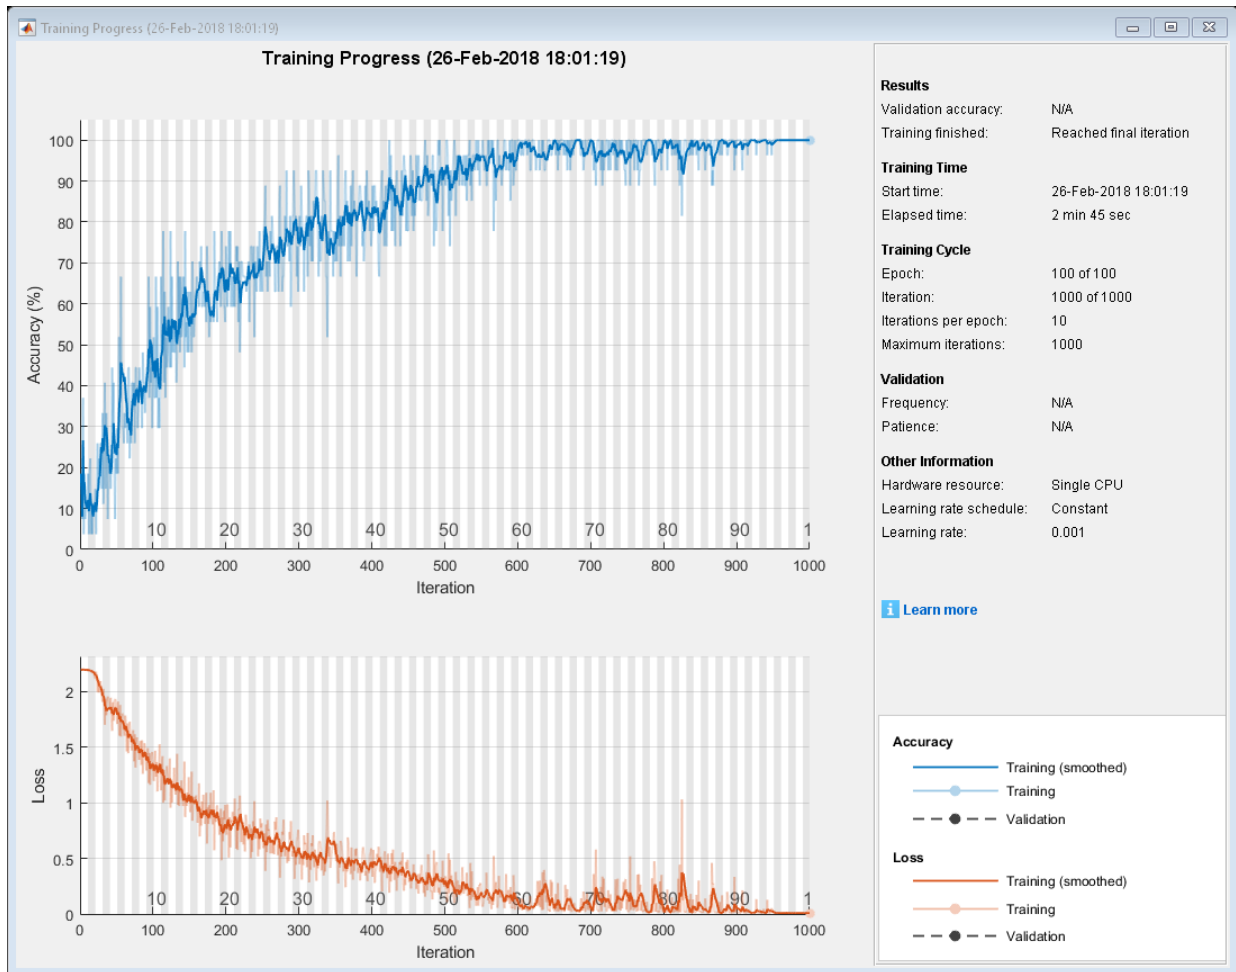 Training Progress (26-Feb-2018 18:01:19)
Training Progress (26-Feb-2018 18:01:19)
Accuracy (%)
100
90
80
70
60
50
40
30
20
10
0
10 20 30 40 50 60 70 80 90 1
0 100 200 300 400 500 600 700 800 900 1000
Iteration
Loss
2
1.5
1
0.5
0
10 20 30 40 50 60 70 80 90 1
0 100 200 300 400 500 600 700 800 900 1000
Iteration
Results
Validation accuracy: N/A
Training finished: Reached final iteration
Training Time
Start time: 26-Feb-2018 18:01:19
Elapsed time: 2 min 45 sec
Training Cycle
Epoch: 100 of 100
Iteration: 1000 of 1000
Iterations per epoch: 10
Maximum iterations: 1000
Validation
Frequency: N/A
Patience: N/A
Other Information
Hardware resource: Single CPU
Learning rate schedule: Constant
Learning rate: 0.001
i Learn more
Accuracy
Training (smoothed)
Training
Validation
Loss
Training (smoothed)
Training
Validation